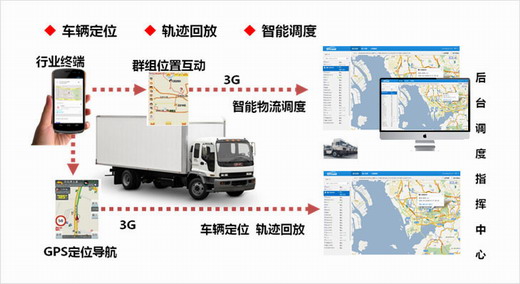 ◆ 车辆定位 ◆ 轨迹回放 ◆ 智能调度
行业终端
群组位置互动
3G
智能物流调度
后台调度指挥中心
3G
车辆定位 轨迹回放
GPS定位导航